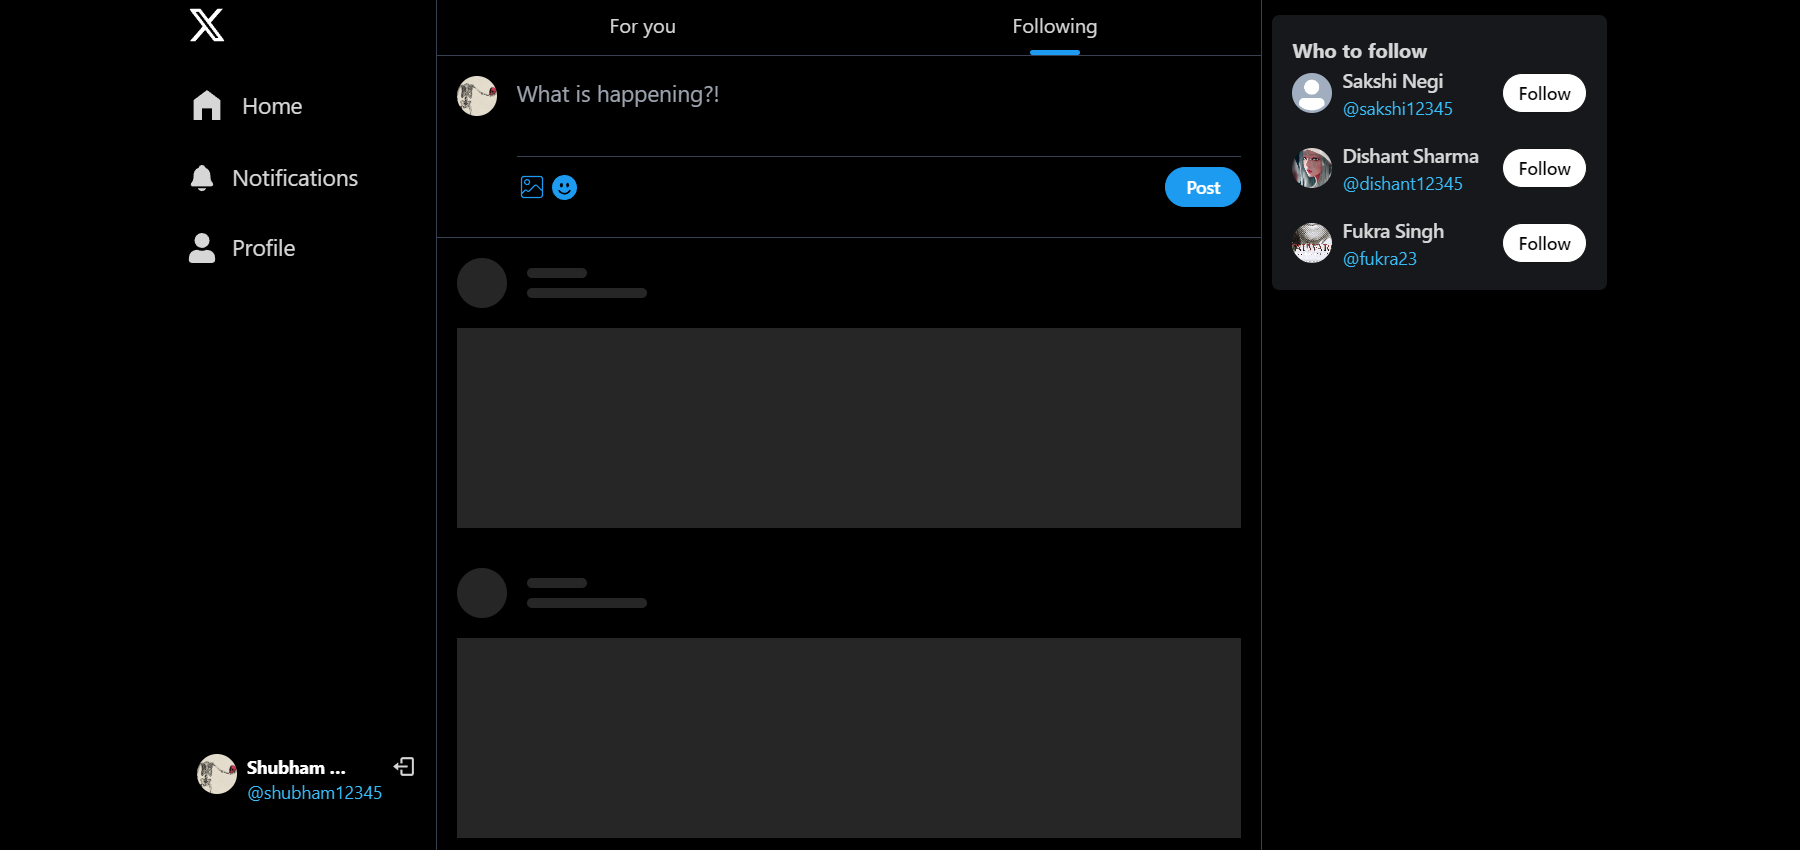 For you
Following
Home
Notifications
Profile
What is happening?!
Post
Who to follow
Sakshi Negi
@sakshi12345
Follow
Dishant Sharma
@dishant12345
Follow
Fukra Singh
@fukra23
Follow
Shubham ...
@shubham12345